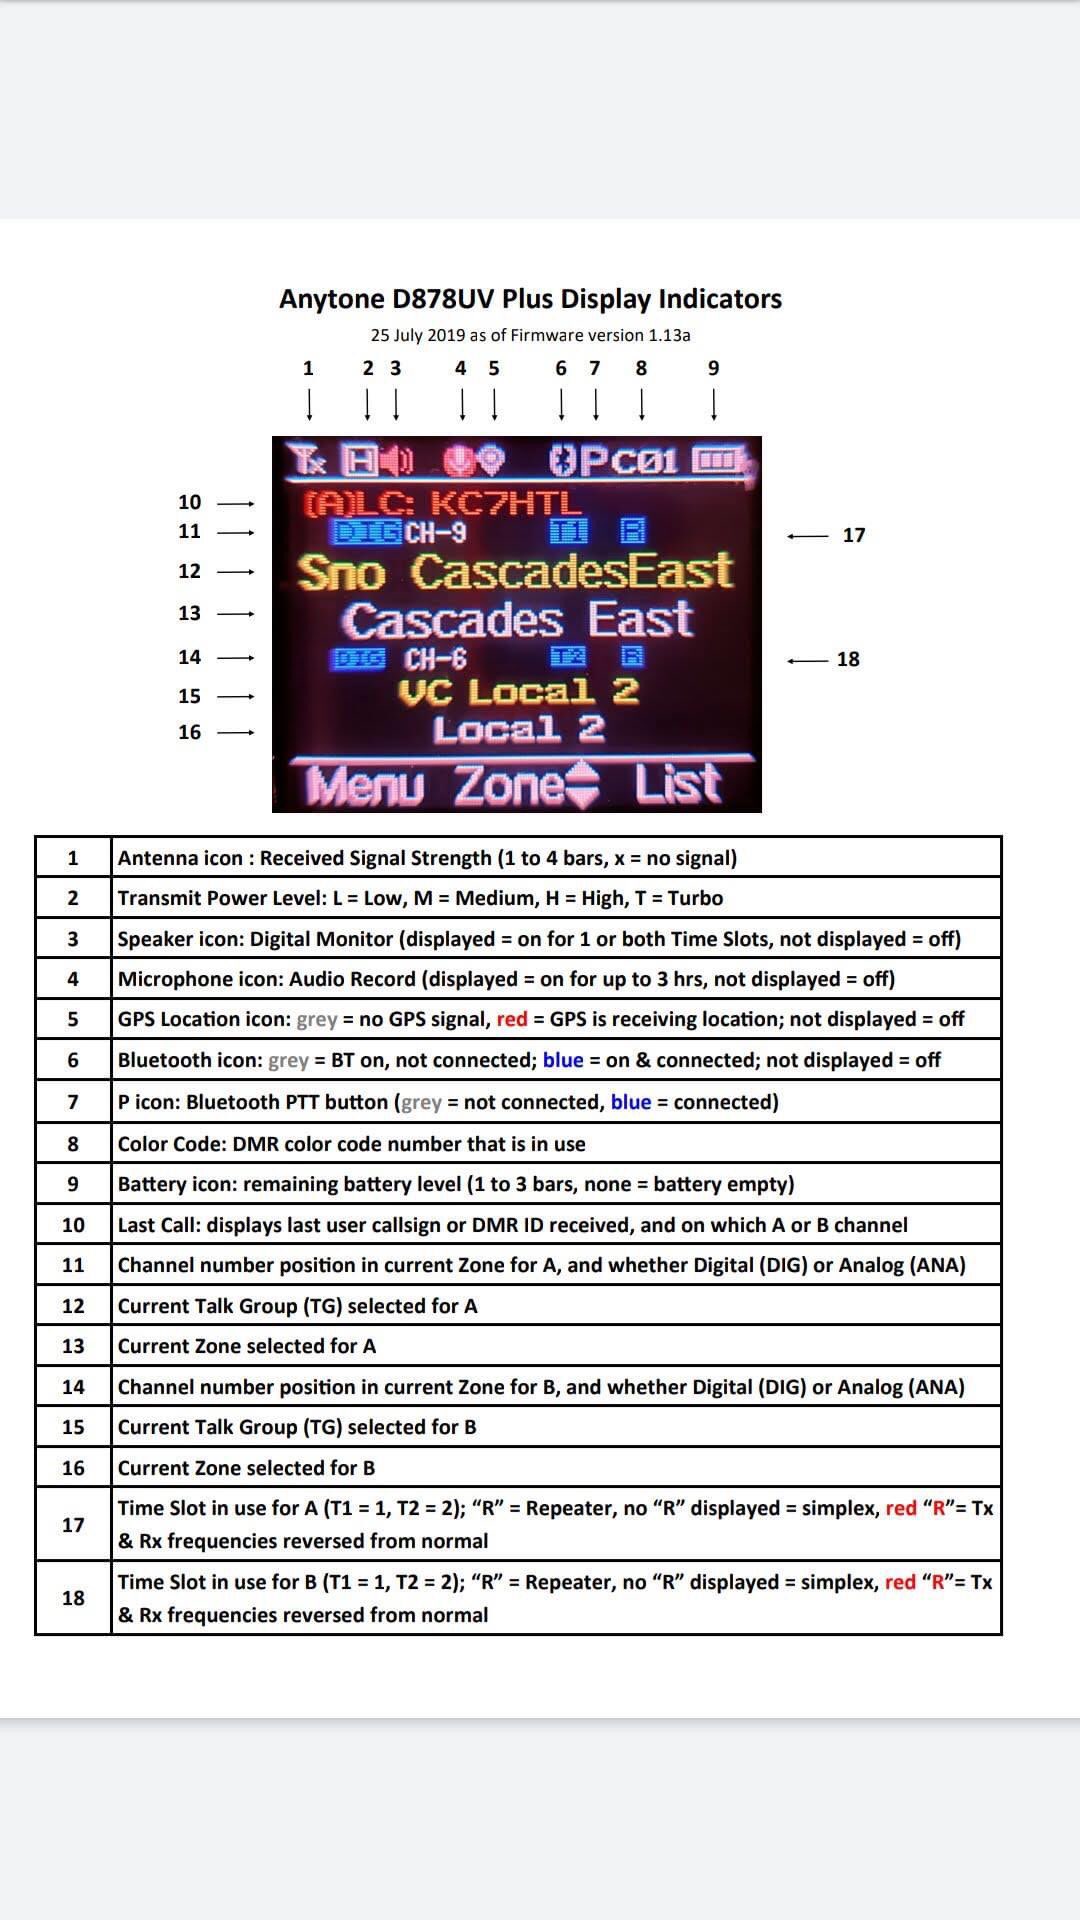 Anytone D878UV Plus Display Indicators
25 July 2019 as of Firmware version 1.13a
1 2 3 4 5 6 7 8 9
Tx H PC01
10 (A)LC: KC7HTL
11 DIG CH-9 T1 R 17
12 Sno CascadesEast
13 Cascades East
14 DIG CH-6 T2 R 18
15 VC Local 2
16 Local 2
Menu Zone List
1 Antenna icon : Received Signal Strength (1 to 4 bars, x = no signal)
2 Transmit Power Level: L = Low, M = Medium, H = High, T = Turbo
3 Speaker icon: Digital Monitor (displayed = on for 1 or both Time Slots, not displayed = off)
4 Microphone icon: Audio Record (displayed = on for up to 3 hrs, not displayed = off)
5 GPS Location icon: grey = no GPS signal, red = GPS is receiving location; not displayed = off
6 Bluetooth icon: grey = BT on, not connected; blue = on & connected; not displayed = off
7 P icon: Bluetooth PTT button (grey = not connected, blue = connected)
8 Color Code: DMR color code number that is in use
9 Battery icon: remaining battery level (1 to 3 bars, none = battery empty)
10 Last Call: displays last user callsign or DMR ID received, and on which A or B channel
11 Channel number position in current Zone for A, and whether Digital (DIG) or Analog (ANA)
12 Current Talk Group (TG) selected for A
13 Current Zone selected for A
14 Channel number position in current Zone for B, and whether Digital (DIG) or Analog (ANA)
15 Current Talk Group (TG) selected for B
16 Current Zone selected for B
17 Time Slot in use for A (T1 = 1, T2 = 2); “R” = Repeater, no “R” displayed = simplex, red “R”= Tx
& Rx frequencies reversed from normal
18 Time Slot in use for B (T1 = 1, T2 = 2); “R” = Repeater, no “R” displayed = simplex, red “R”= Tx
& Rx frequencies reversed from normal